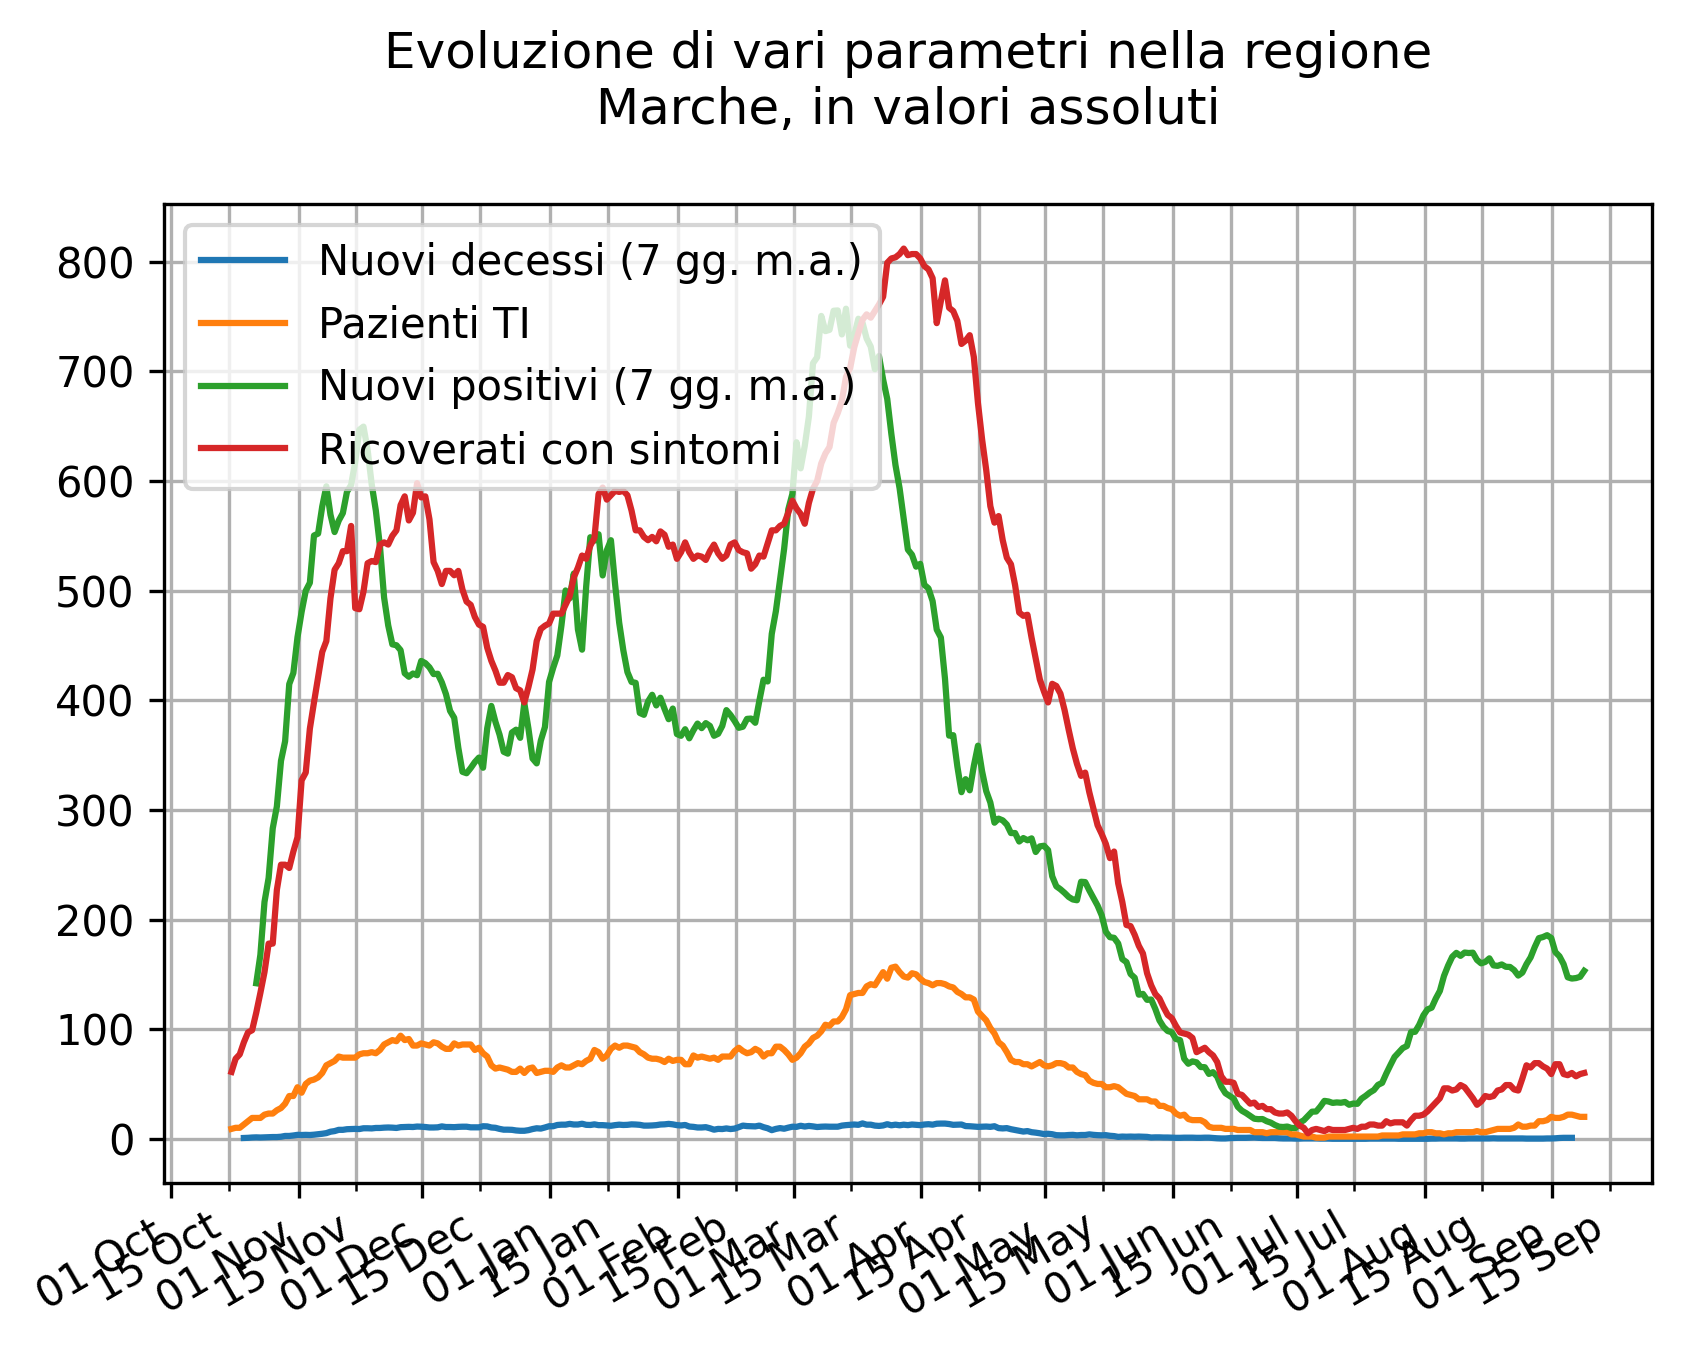 Evoluzione di vari parametri nella regione
Marche, in valori assoluti
Nuovi decessi (7 gg. m.a.)
Pazienti TI
Nuovi positivi (7 gg. m.a.)
Ricoverati con sintomi
800
700
600
500
400
300
200
100
0
01 Oct
15 Oct
01 Nov
15 Nov
01 Dec
15 Dec
01 Jan
15 Jan
01 Feb
15 Feb
01 Mar
15 Mar
01 Apr
15 Apr
01 May
15 May
01 Jun
15 Jun
01 Jul
15 Jul
01 Aug
15 Aug
01 Sep
15 Sep